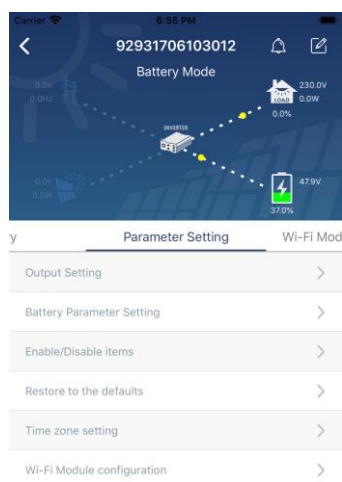 Carrier 6:55 PM
92931706103012
Battery Mode
0.0V
0.0Hz
230.0V
LOAD 0.0W
0.0%
INVERTER
0.0V
0.0W
47.9V
37.0%
y Parameter Setting Wi-Fi Mod
Output Setting
Battery Parameter Setting
Enable/Disable items
Restore to the defaults
Time zone setting
Wi-Fi Module configuration